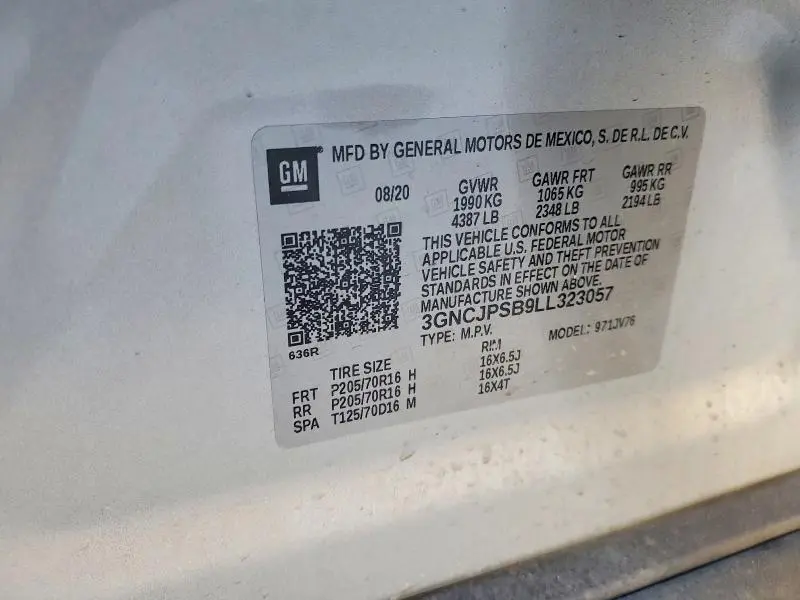 GM
MFD BY GENERAL MOTORS DE MEXICO, S. DE R.L. DE C.V.
08/20
GVWR GAWR FRT GAWR RR
1990 KG 1065 KG 995 KG
4387 LB 2348 LB 2194 LB
THIS VEHICLE CONFORMS TO ALL
APPLICABLE U.S. FEDERAL MOTOR
VEHICLE SAFETY AND THEFT PREVENTION
STANDARDS IN EFFECT ON THE DATE OF
MANUFACTURE SHOWN ABOVE.
3GNCJPSB9LL323057
TYPE: M.P.V. MODEL: 971JV76
636R
TIRE SIZE RIM
FRT P205/70R16 H 16X6.5J
RR P205/70R16 H 16X6.5J
SPA T125/70D16 M 16X4T